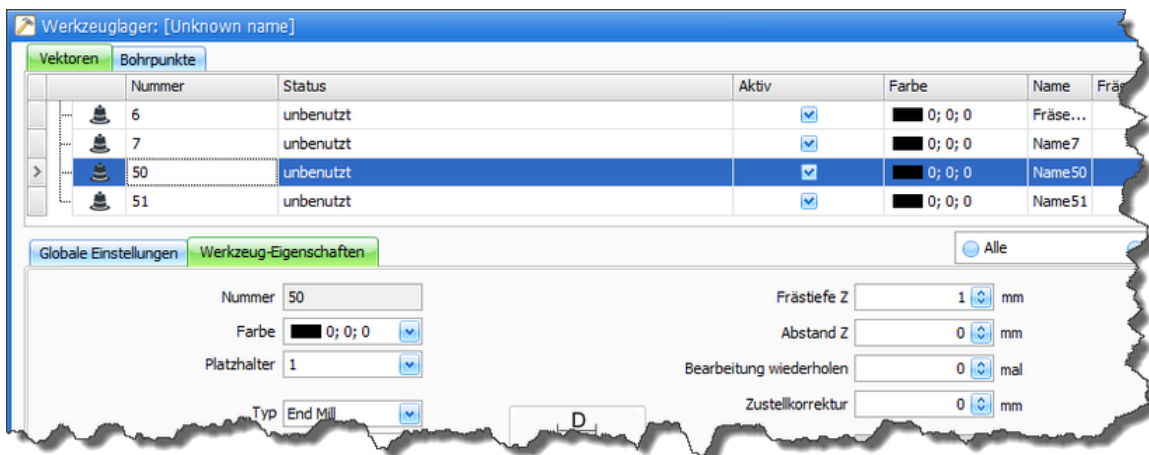 Werkzeuglager: [Unknown name]
Vektoren Bohrpunkte
Nummer Status Aktiv Farbe Name
6 unbenutzt 0; 0; 0 Fräse...
7 unbenutzt 0; 0; 0 Name7
50 unbenutzt 0; 0; 0 Name50
51 unbenutzt 0; 0; 0 Name51
Globale Einstellungen Werkzeug-Eigenschaften Alle
Nummer 50 Frästiefe Z 1 mm
Farbe 0; 0; 0 Abstand Z 0 mm
Platzhalter 1 Bearbeitung wiederholen 0 mal
Typ End Mill Zustellkorrektur 0 mm
D